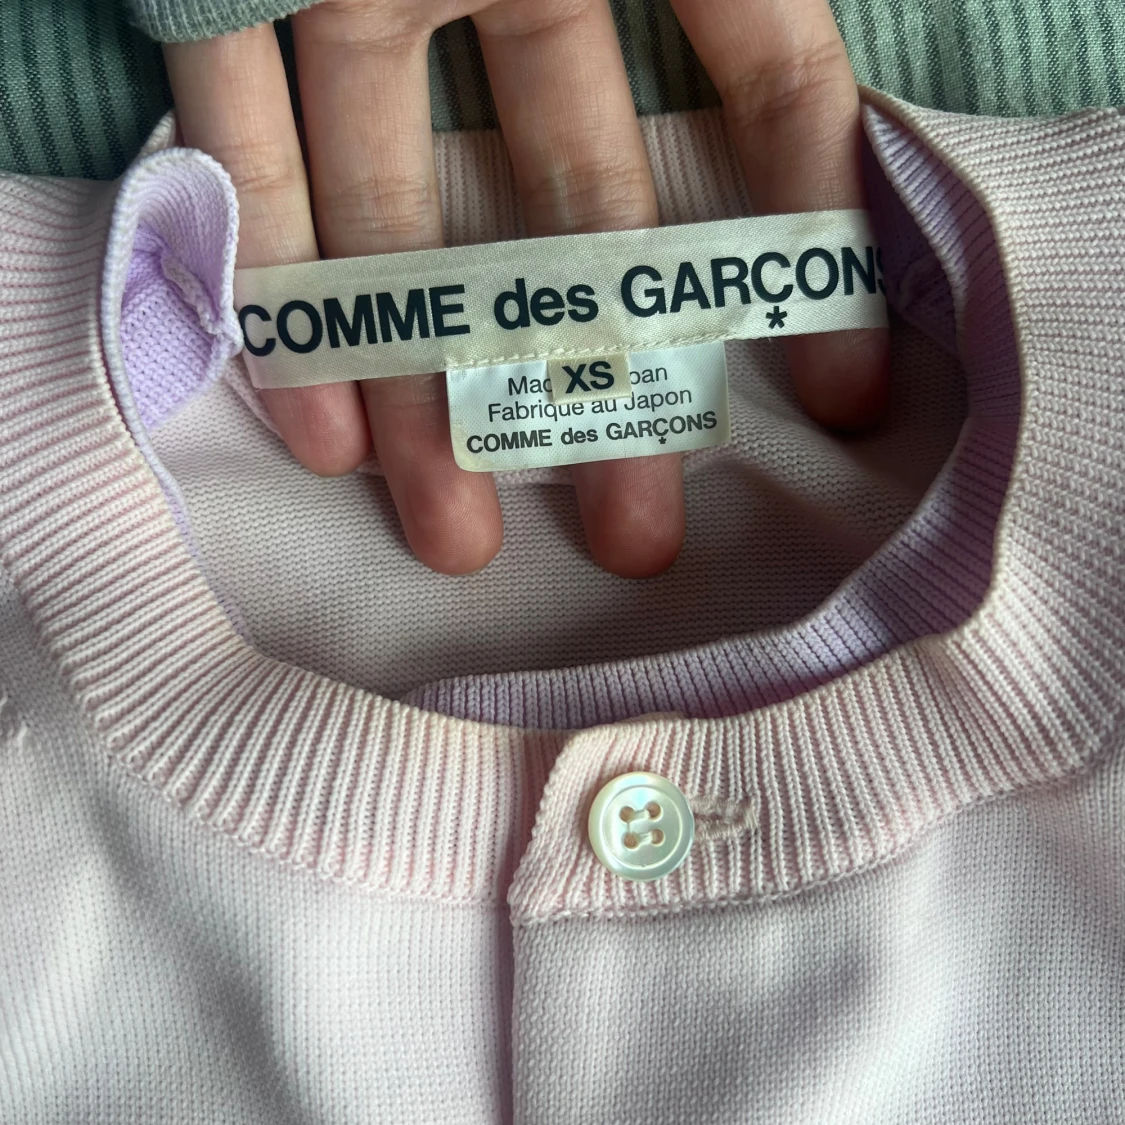 COMME des GARÇONS
*
XS
Fabrique au Japon
COMME des GARÇONS
*